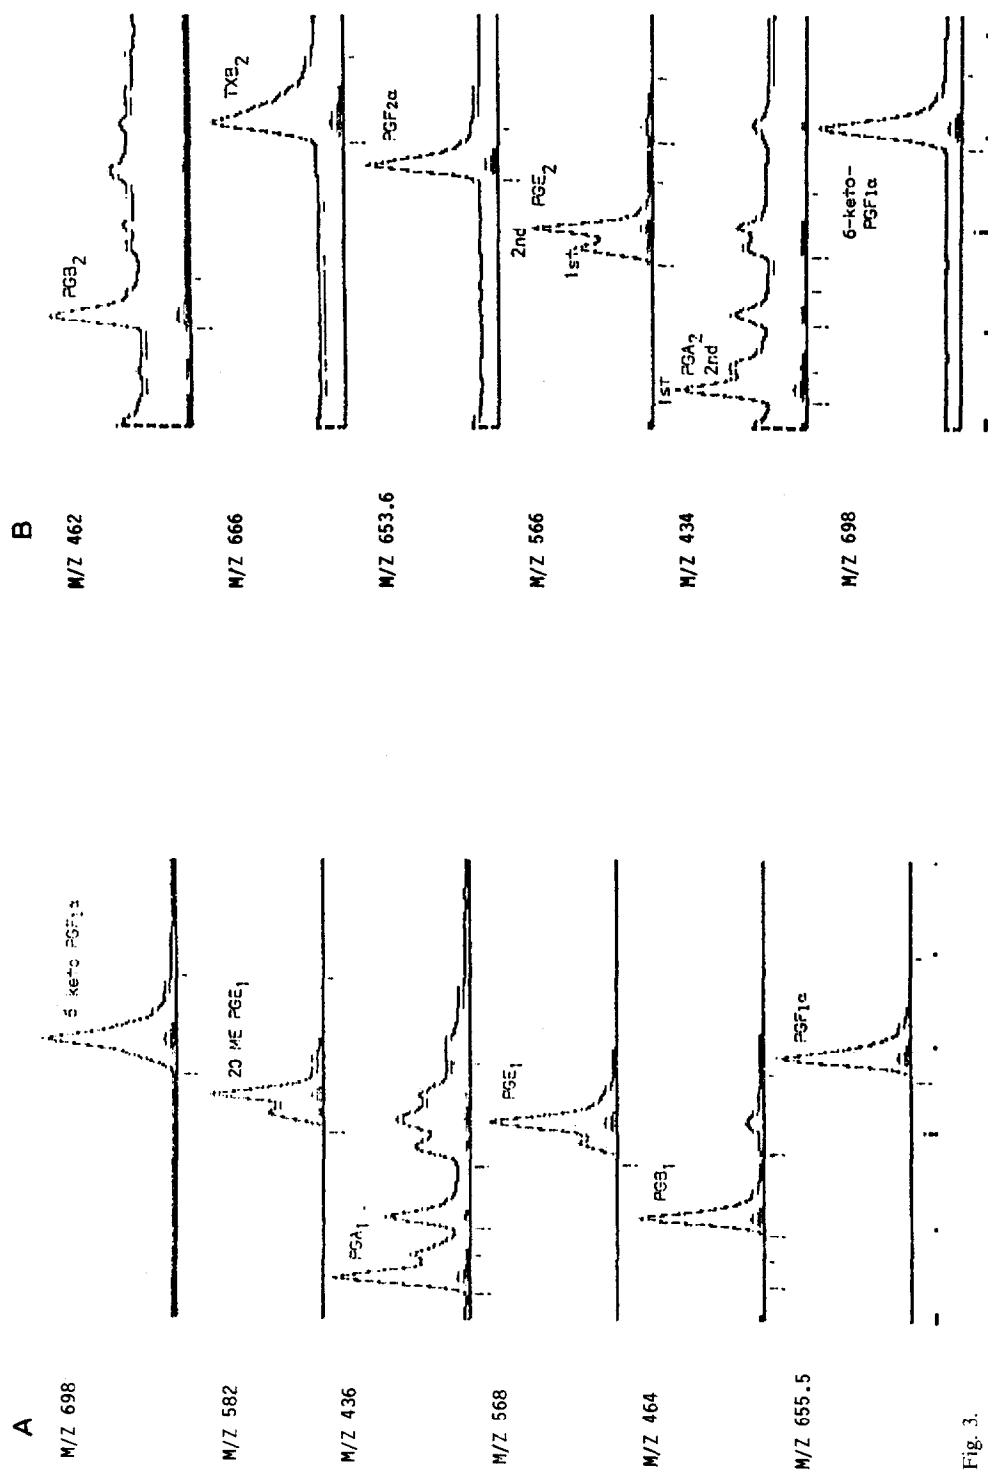 A
M/Z 698
6 keto PGF1α
M/Z 582
20 ME PGE1
M/Z 436
PGA1
M/Z 568
PGE1
M/Z 464
PGB1
M/Z 655.5
PGF1α
B
M/Z 462
PGB2
M/Z 666
TXB2
M/Z 653.6
PGF2α
M/Z 566
1st
2nd
PGE2
M/Z 434
1st
PGA2
2nd
M/Z 698
6-keto-
PGF1α
Fig. 3.